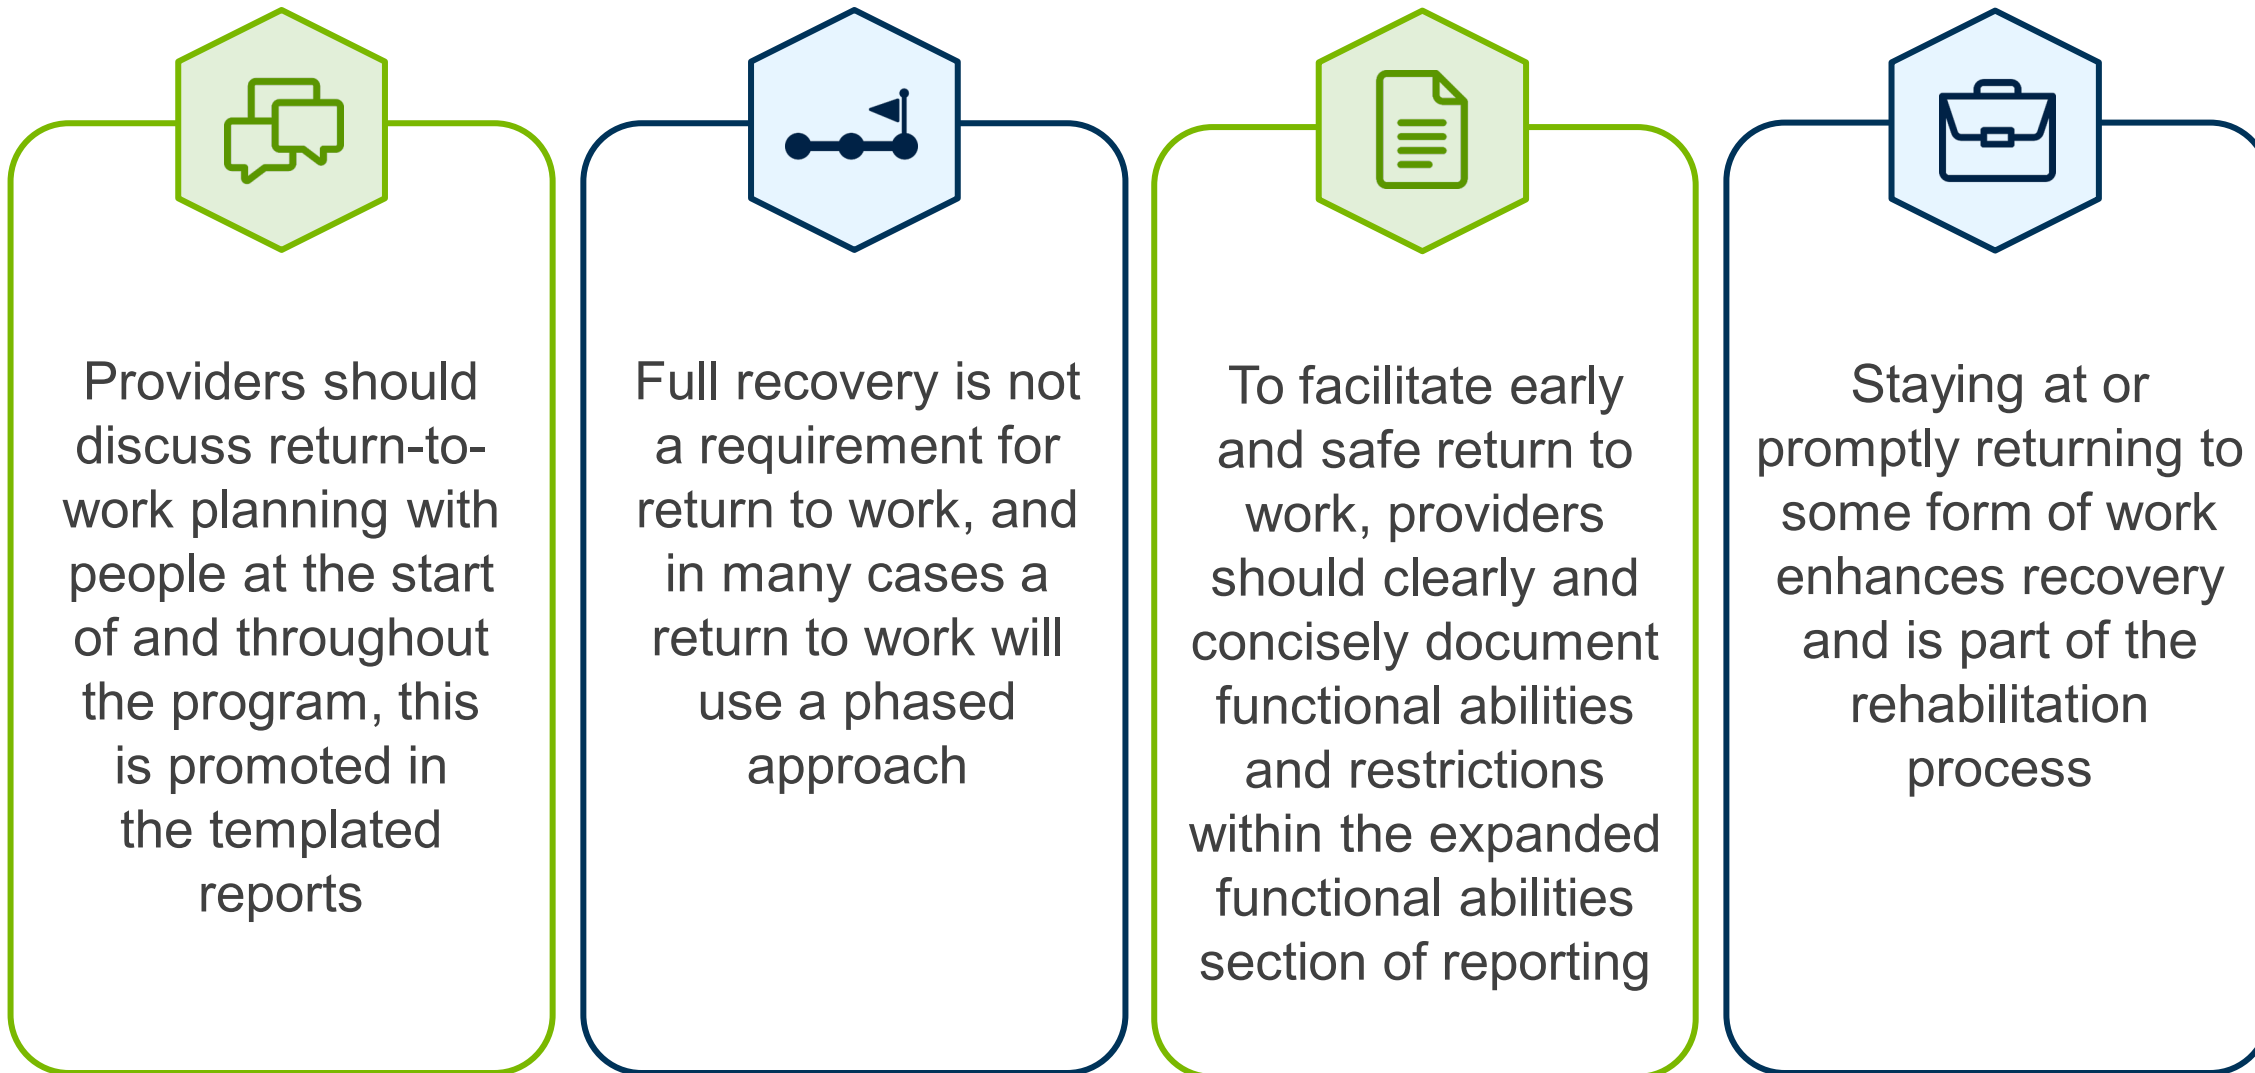 Providers should
discuss return-to-
work planning with
people at the start
of and throughout
the program, this
is promoted in
the templated
reports
Full recovery is not
a requirement for
return to work, and
in many cases a
return to work will
use a phased
approach
To facilitate early
and safe return to
work, providers
should clearly and
concisely document
functional abilities
and restrictions
within the expanded
functional abilities
section of reporting
Staying at or
promptly returning to
some form of work
enhances recovery
and is part of the
rehabilitation
process